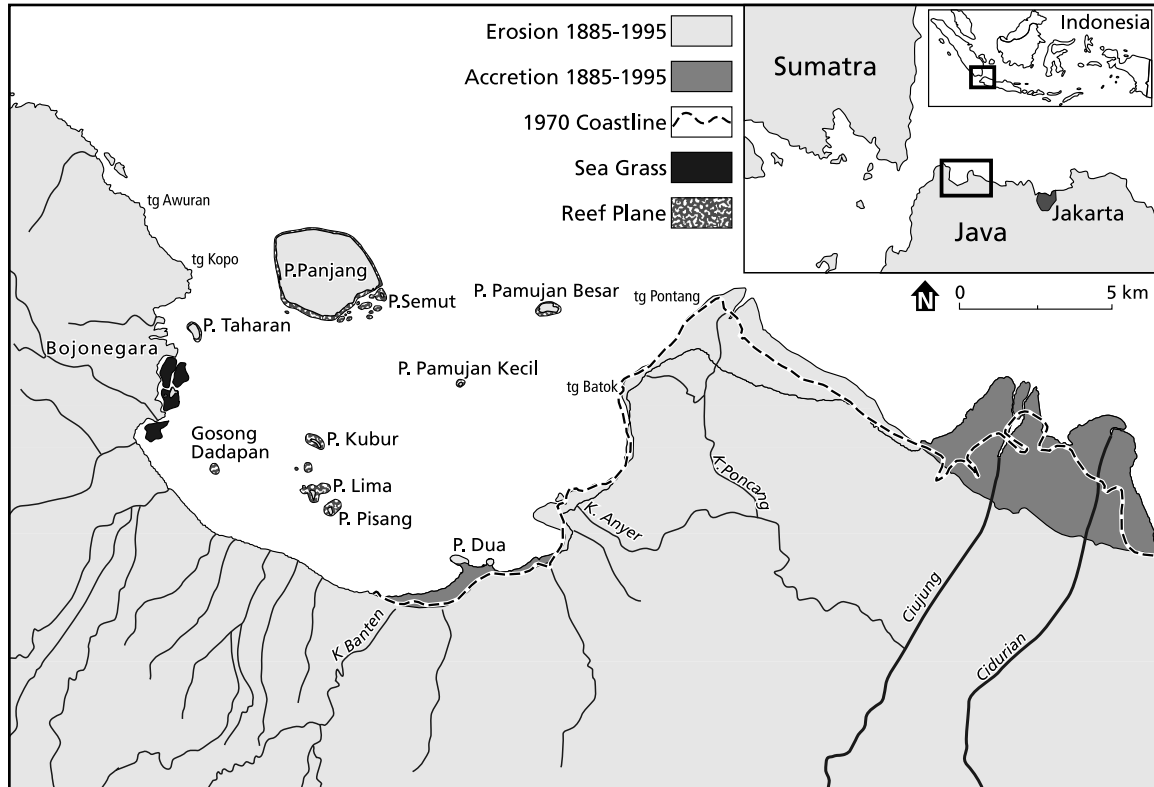 Erosion 1885-1995
Accretion 1885-1995
1970 Coastline
Sea Grass
Reef Plane
Indonesia
Sumatra
Jakarta
Java
N
0
5 km
tg Awuran
tg Kopo
P.Panjang
P.Semut
P. Pamujan Besar
tg Pontang
P. Taharan
Bojonegara
P. Pamujan Kecil
tg Batok
P. Kubur
Gosong
Dadapan
P. Lima
P. Pisang
K. Poncang
K. Anyer
P. Dua
K Banten
Ciujung
Cidurian